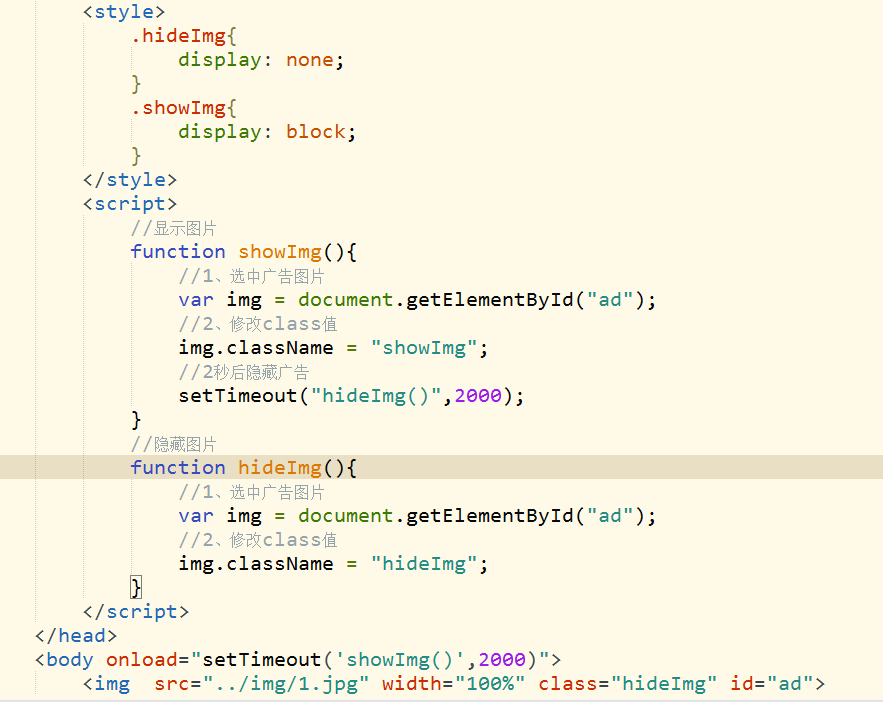 <style>
.hideImg{
display: none;
}
.showImg{
display: block;
}
</style>
<script>
//显示图片
function showImg(){
//1、选中广告图片
var img = document.getElementById("ad");
//2、修改class值
img.className = "showImg";
//2秒后隐藏广告
setTimeout("hideImg()",2000);
}
//隐藏图片
function hideImg(){
//1、选中广告图片
var img = document.getElementById("ad");
//2、修改class值
img.className = "hideImg";
}
</script>
</head>
<body onload="setTimeout('showImg()',2000)">
<img  src="../img/1.jpg" width="100%" class="hideImg" id="ad">